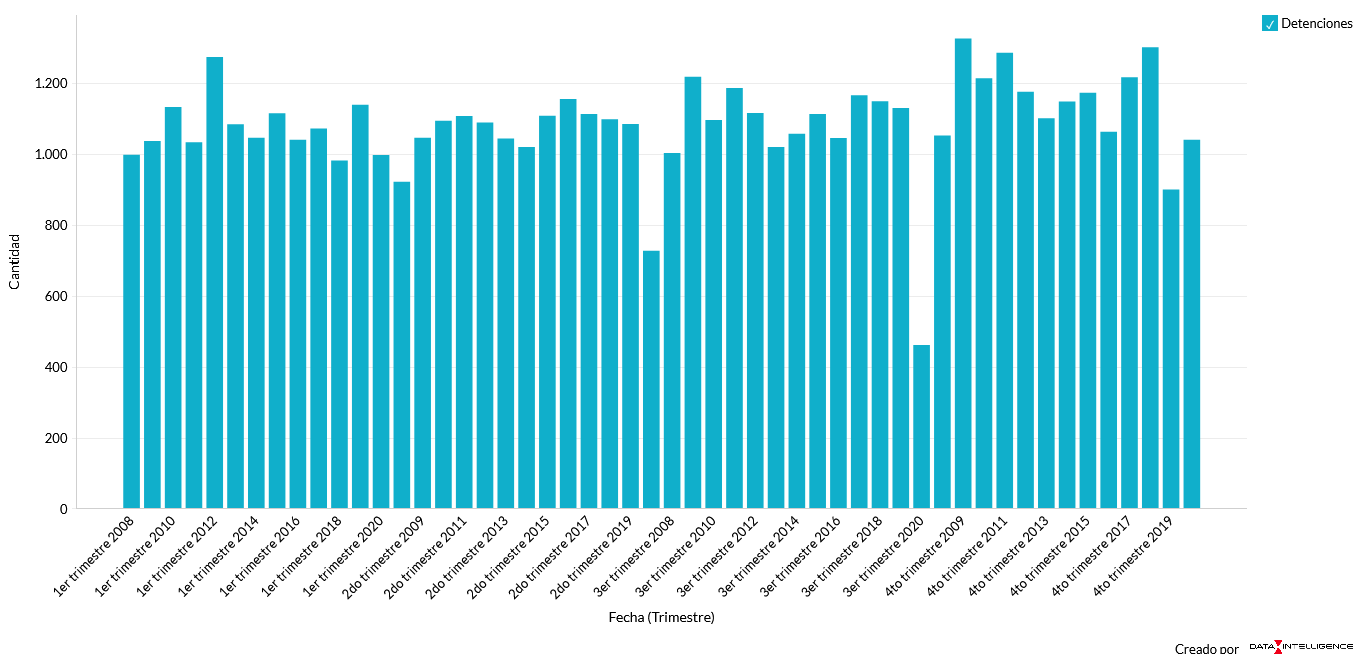 Detenciones
1.200
1.000
800
600
400
200
0
Cantidad
1er trimestre 2008
1er trimestre 2010
1er trimestre 2012
1er trimestre 2014
1er trimestre 2016
1er trimestre 2018
1er trimestre 2020
2do trimestre 2009
2do trimestre 2011
2do trimestre 2013
2do trimestre 2015
2do trimestre 2017
2do trimestre 2019
3er trimestre 2008
3er trimestre 2010
3er trimestre 2012
3er trimestre 2014
3er trimestre 2016
3er trimestre 2018
3er trimestre 2020
4to trimestre 2009
4to trimestre 2011
4to trimestre 2013
4to trimestre 2015
4to trimestre 2017
4to trimestre 2019
Fecha (Trimestre)
Creado por DATA INTELLIGENCE